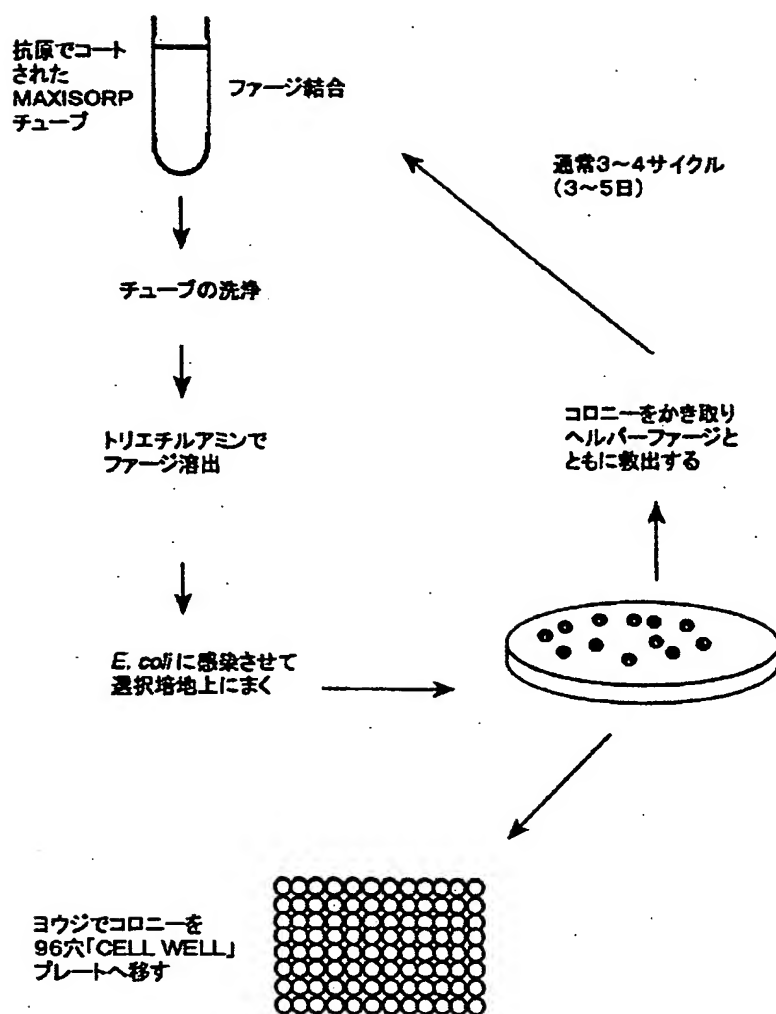 抗原でコート
された
MAXISORP
チューブ
ファージ結合
通常3～4サイクル
(3～5日)
チューブの洗浄
トリエチルアミンで
ファージ溶出
コロニーをかき取り
ヘルパーファージと
ともに救出する
E. coliに感染させて
選択培地上にまく
ヨウジでコロニーを
96穴「CELL WELL」
プレートへ移す